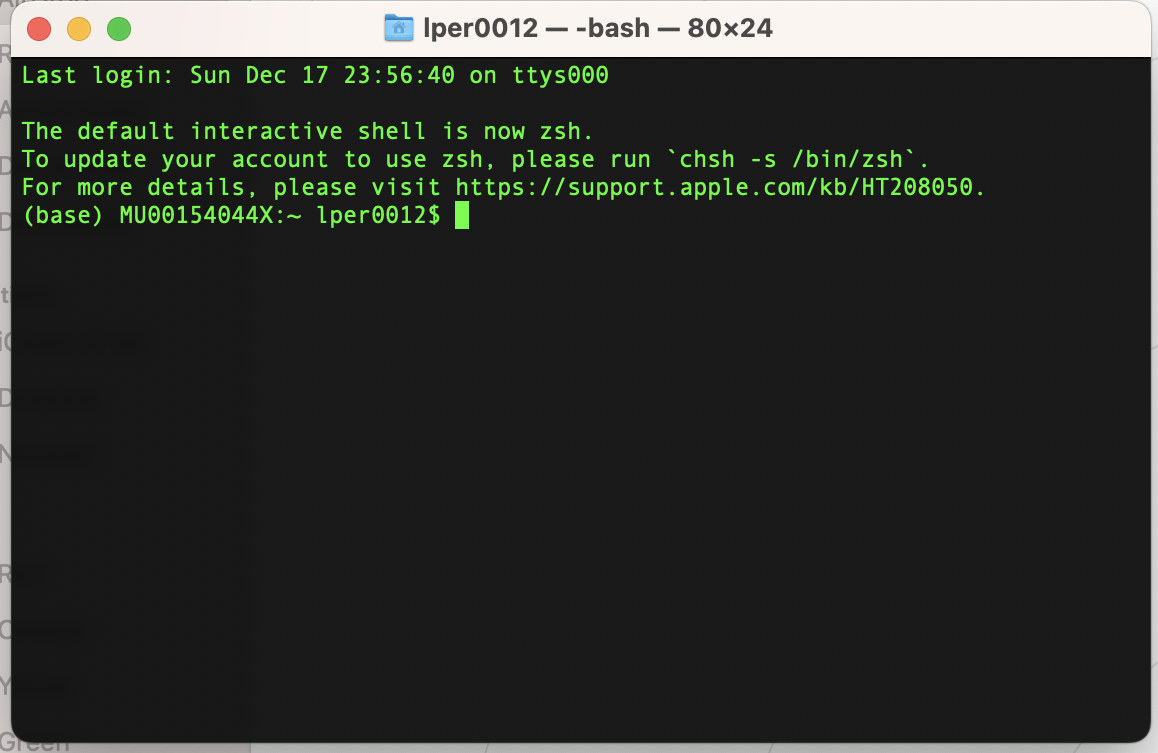 lper0012 — -bash — 80×24
Last login: Sun Dec 17 23:56:40 on ttys000
The default interactive shell is now zsh.
To update your account to use zsh, please run `chsh -s /bin/zsh`.
For more details, please visit https://support.apple.com/kb/HT208050.
(base) MU00154044X:~ lper0012$
Green